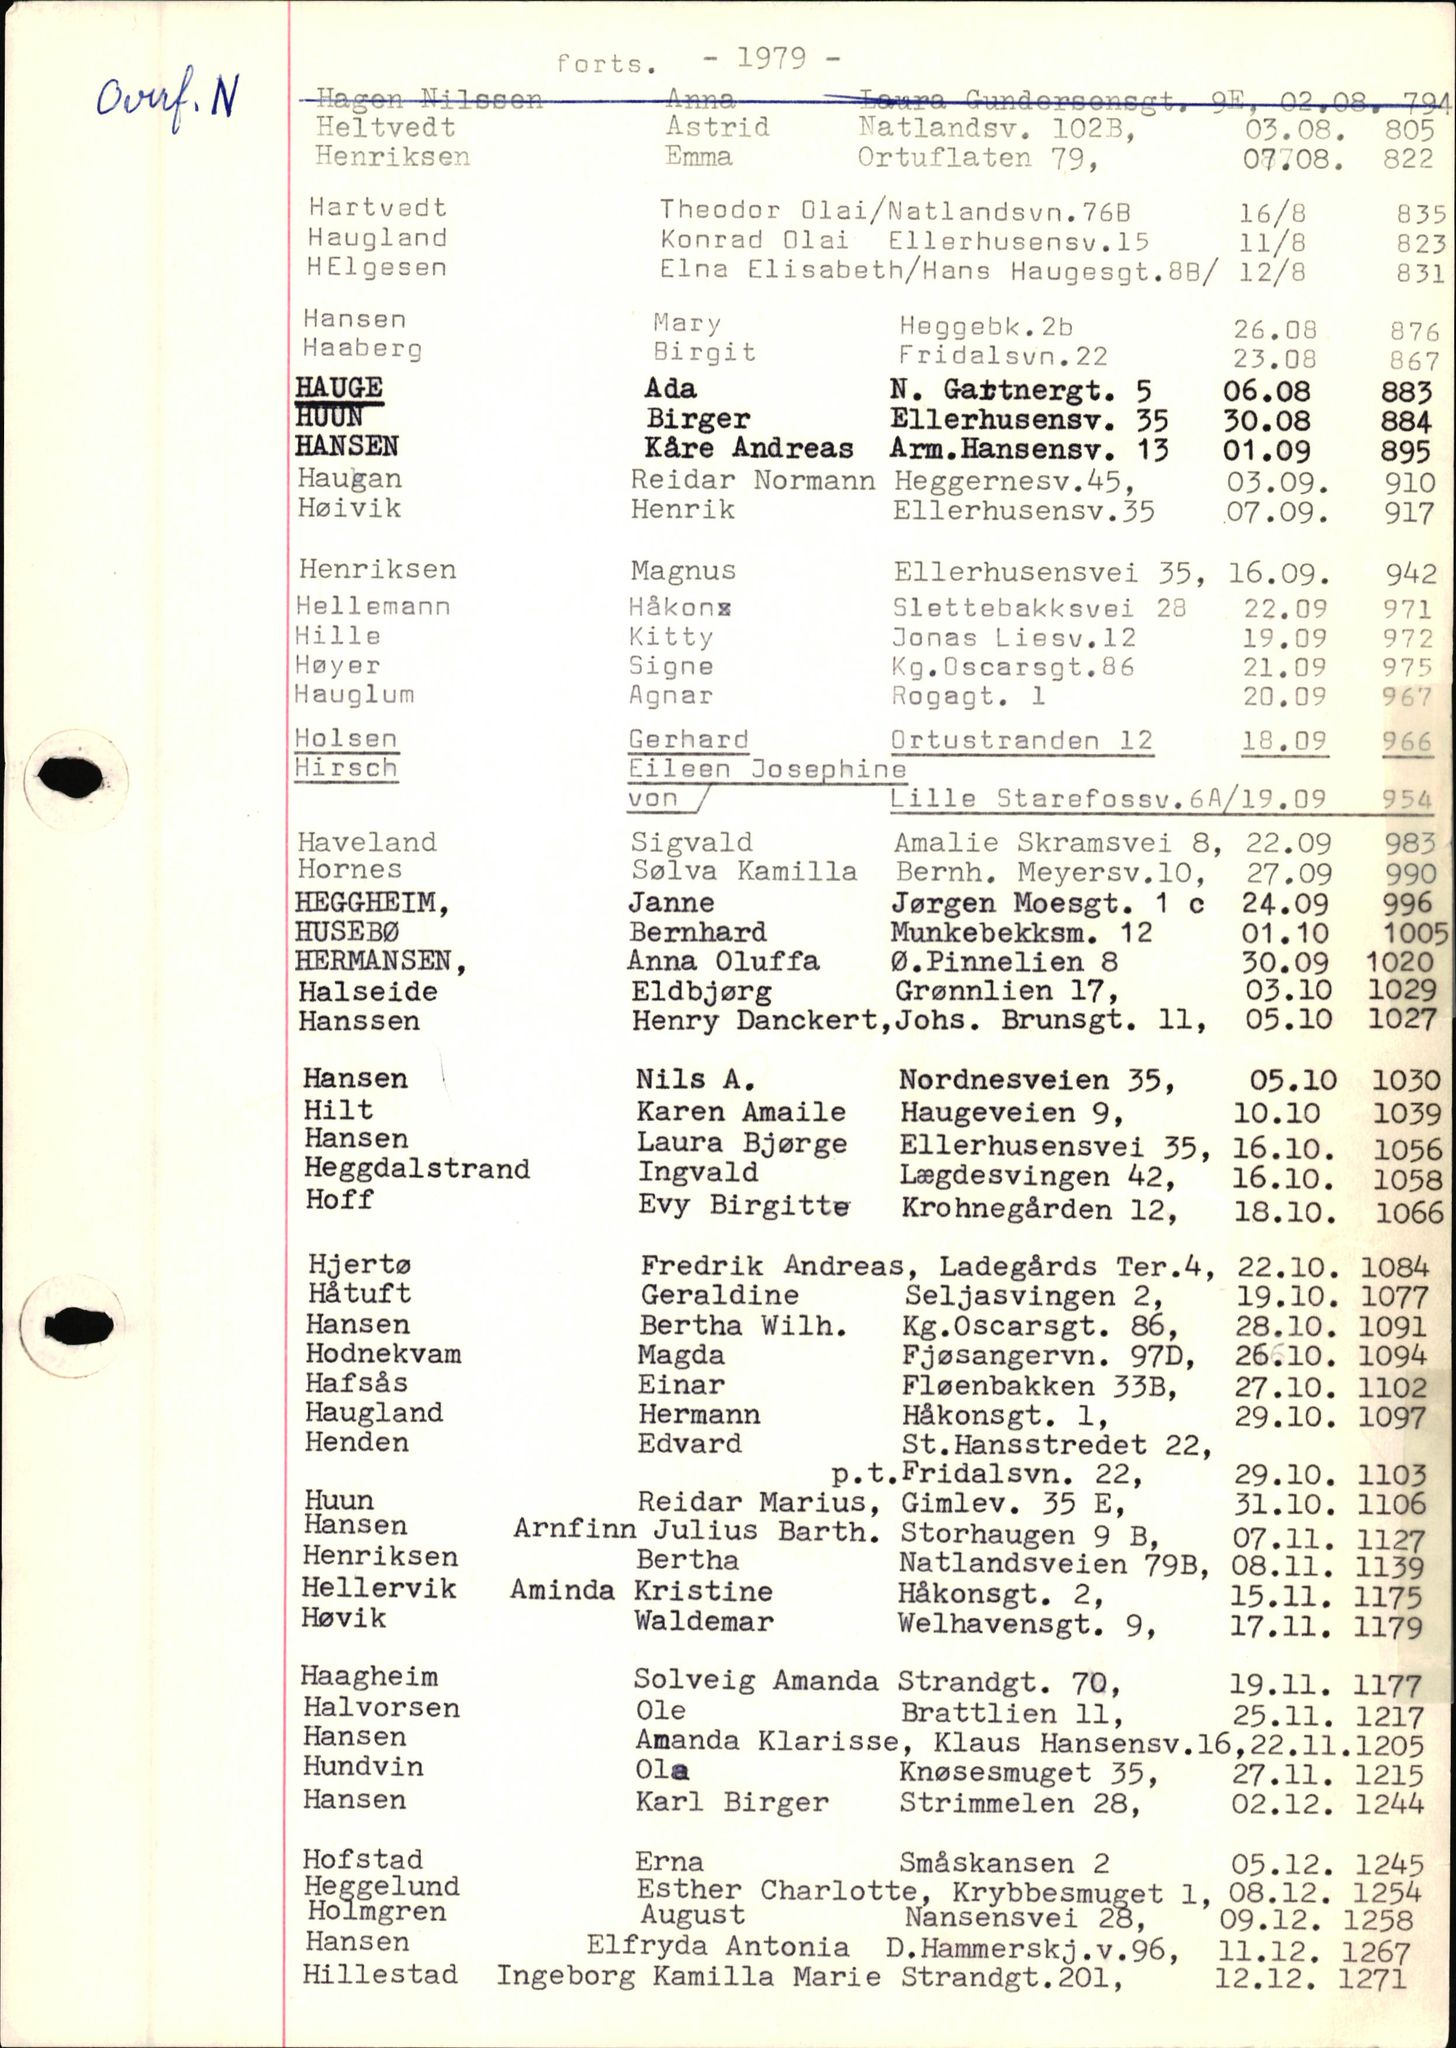 forts. - 1979 -
Overf. N
Hagen Nilssen Anna Laura Gundersensgt. 9E, 02.08. 794
Heltvedt Astrid Natlandsv. 102B, 03.08. 805
Henriksen Emma Ortuflaten 79, 07.08. 822
Hartvedt Theodor Olai/Natlandsvn.76B 16/8 835
Haugland Konrad Olai Ellerhusensv.15 11/8 823
HElgesen Elna Elisabeth/Hans Haugesgt.8B/ 12/8 831
Hansen Mary Heggebk.2b 26.08 876
Haaberg Birgit Fridalsvn.22 23.08 867
HAUGE Ada N. Gartnergt. 5 06.08 883
HUUN Birger Ellerhusensv. 35 30.08 884
HANSEN Kåre Andreas Arm.Hansensv. 13 01.09 895
Haugan Reidar Normann Heggernesv.45, 03.09. 910
Høivik Henrik Ellerhusensv.35 07.09. 917
Henriksen Magnus Ellerhusensvei 35, 16.09. 942
Hellemann Håkon Slettebakksvei 28 22.09 971
Hille Kitty Jonas Liesv.12 19.09 972
Høyer Signe Kg.Oscarsgt.86 21.09 975
Hauglum Agnar Rogagt. 1 20.09 967
Holsen Gerhard Ortustranden 12 18.09 966
Hirsch Eileen Josephine
von / Lille Starefossv.6A/19.09 954
Haveland Sigvald Amalie Skramsvei 8, 22.09 983
Hornes Sølva Kamilla Bernh. Meyersv.10, 27.09 990
HEGGHEIM, Janne Jørgen Moesgt. 1 c 24.09 996
HUSEBØ Bernhard Munkebekksm. 12 01.10 1005
HERMANSEN, Anna Oluffa Ø.Pinnelien 8 30.09 1020
Halseide Eldbjørg Grønnlien 17, 03.10 1029
Hanssen Henry Danckert,Johs. Brunsgt. 11, 05.10 1027
Hansen Nils A. Nordnesveien 35, 05.10 1030
Hilt Karen Amaile Haugeveien 9, 10.10 1039
Hansen Laura Bjørge Ellerhusensvei 35, 16.10. 1056
Heggdalstrand Ingvald Lægdesvingen 42, 16.10. 1058
Hoff Evy Birgitte Krohnegården 12, 18.10. 1066
Hjertø Fredrik Andreas, Ladegårds Ter.4, 22.10. 1084
Håtuft Geraldine Seljasvingen 2, 19.10. 1077
Hansen Bertha Wilh. Kg.Oscarsgt. 86, 28.10. 1091
Hodnekvam Magda Fjøsangervn. 97D, 26.10. 1094
Hafsås Einar Fløenbakken 33B, 27.10. 1102
Haugland Hermann Håkonsgt. 1, 29.10. 1097
Henden Edvard St.Hansstredet 22,
p.t.Fridalsvn. 22, 29.10. 1103
Huun Reidar Marius, Gimlev. 35 E, 31.10. 1106
Hansen Arnfinn Julius Barth. Storhaugen 9 B, 07.11. 1127
Henriksen Bertha Natlandsveien 79B, 08.11. 1139
Hellervik Aminda Kristine Håkonsgt. 2, 15.11. 1175
Høvik Waldemar Welhavensgt. 9, 17.11. 1179
Haagheim Solveig Amanda Strandgt. 70, 19.11. 1177
Halvorsen Ole Brattlien 11, 25.11. 1217
Hansen Amanda Klarisse, Klaus Hansensv.16,22.11.1205
Hundvin Ola Knøsesmuget 35, 27.11. 1215
Hansen Karl Birger Strimmelen 28, 02.12. 1244
Hofstad Erna Småskansen 2 05.12. 1245
Heggelund Esther Charlotte, Krybbesmuget 1, 08.12. 1254
Holmgren August Nansensvei 28, 09.12. 1258
Hansen Elfryda Antonia D.Hammerskj.v.96, 11.12. 1267
Hillestad Ingeborg Kamilla Marie Strandgt.201, 12.12. 1271